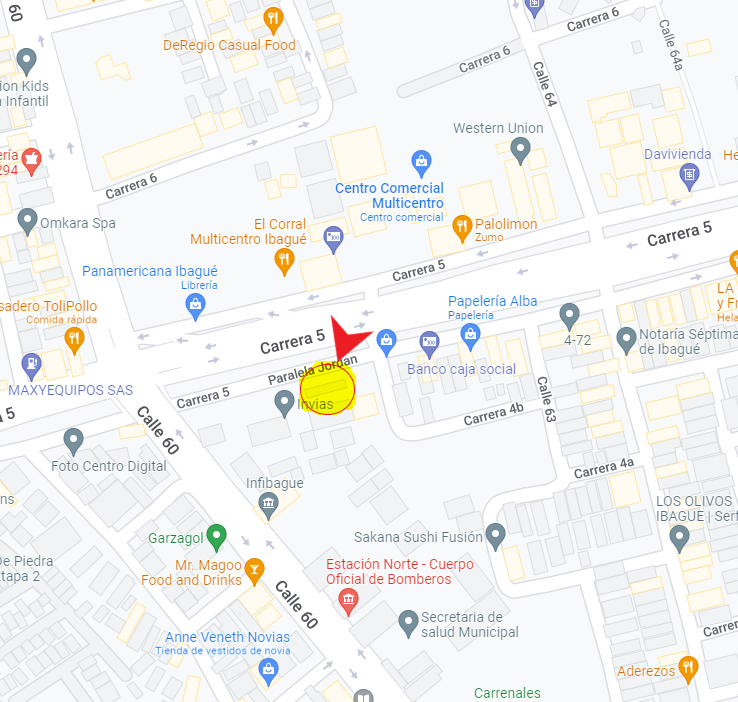 60
DeRegio Casual Food
Carrera 6
Carrera 6
Calle 64
Calle 64a
ion Kids
Infantil
Western Union
Davivienda
He
ería
294
Carrera 6
Centro Comercial
Multicentro
Centro comercial
Omkara Spa
El Corral
Multicentro Ibagué
Palolimon
Zumo
Carrera 5
Carrera 5
Panamericana Ibagué
Librería
LA
y Fr
Hela
Papelería Alba
Papelería
sadero ToliPollo
Comida rápida
Carrera 5
4-72
Notaría Séptima
de Ibagué
Paralela Jordan
Banco caja social
MAXYEQUIPOS SAS
Carrera 5
Invias
5
Calle 60
Calle 63
Carrera 4b
Foto Centro Digital
Carrera 4a
Infibague
ns
LOS OLIVOS
IBAGUE | Serf
Garzagol
Sakana Sushi Fusión
De Piedra
tapa 2
Mr. Magoo
Food and Drinks
Estación Norte - Cuerpo
Oficial de Bomberos
Calle 60
Secretaria de
salud Municipal
Carrer
Anne Veneth Novias
Tienda de vestidos de novia
Aderezos
Carrenales